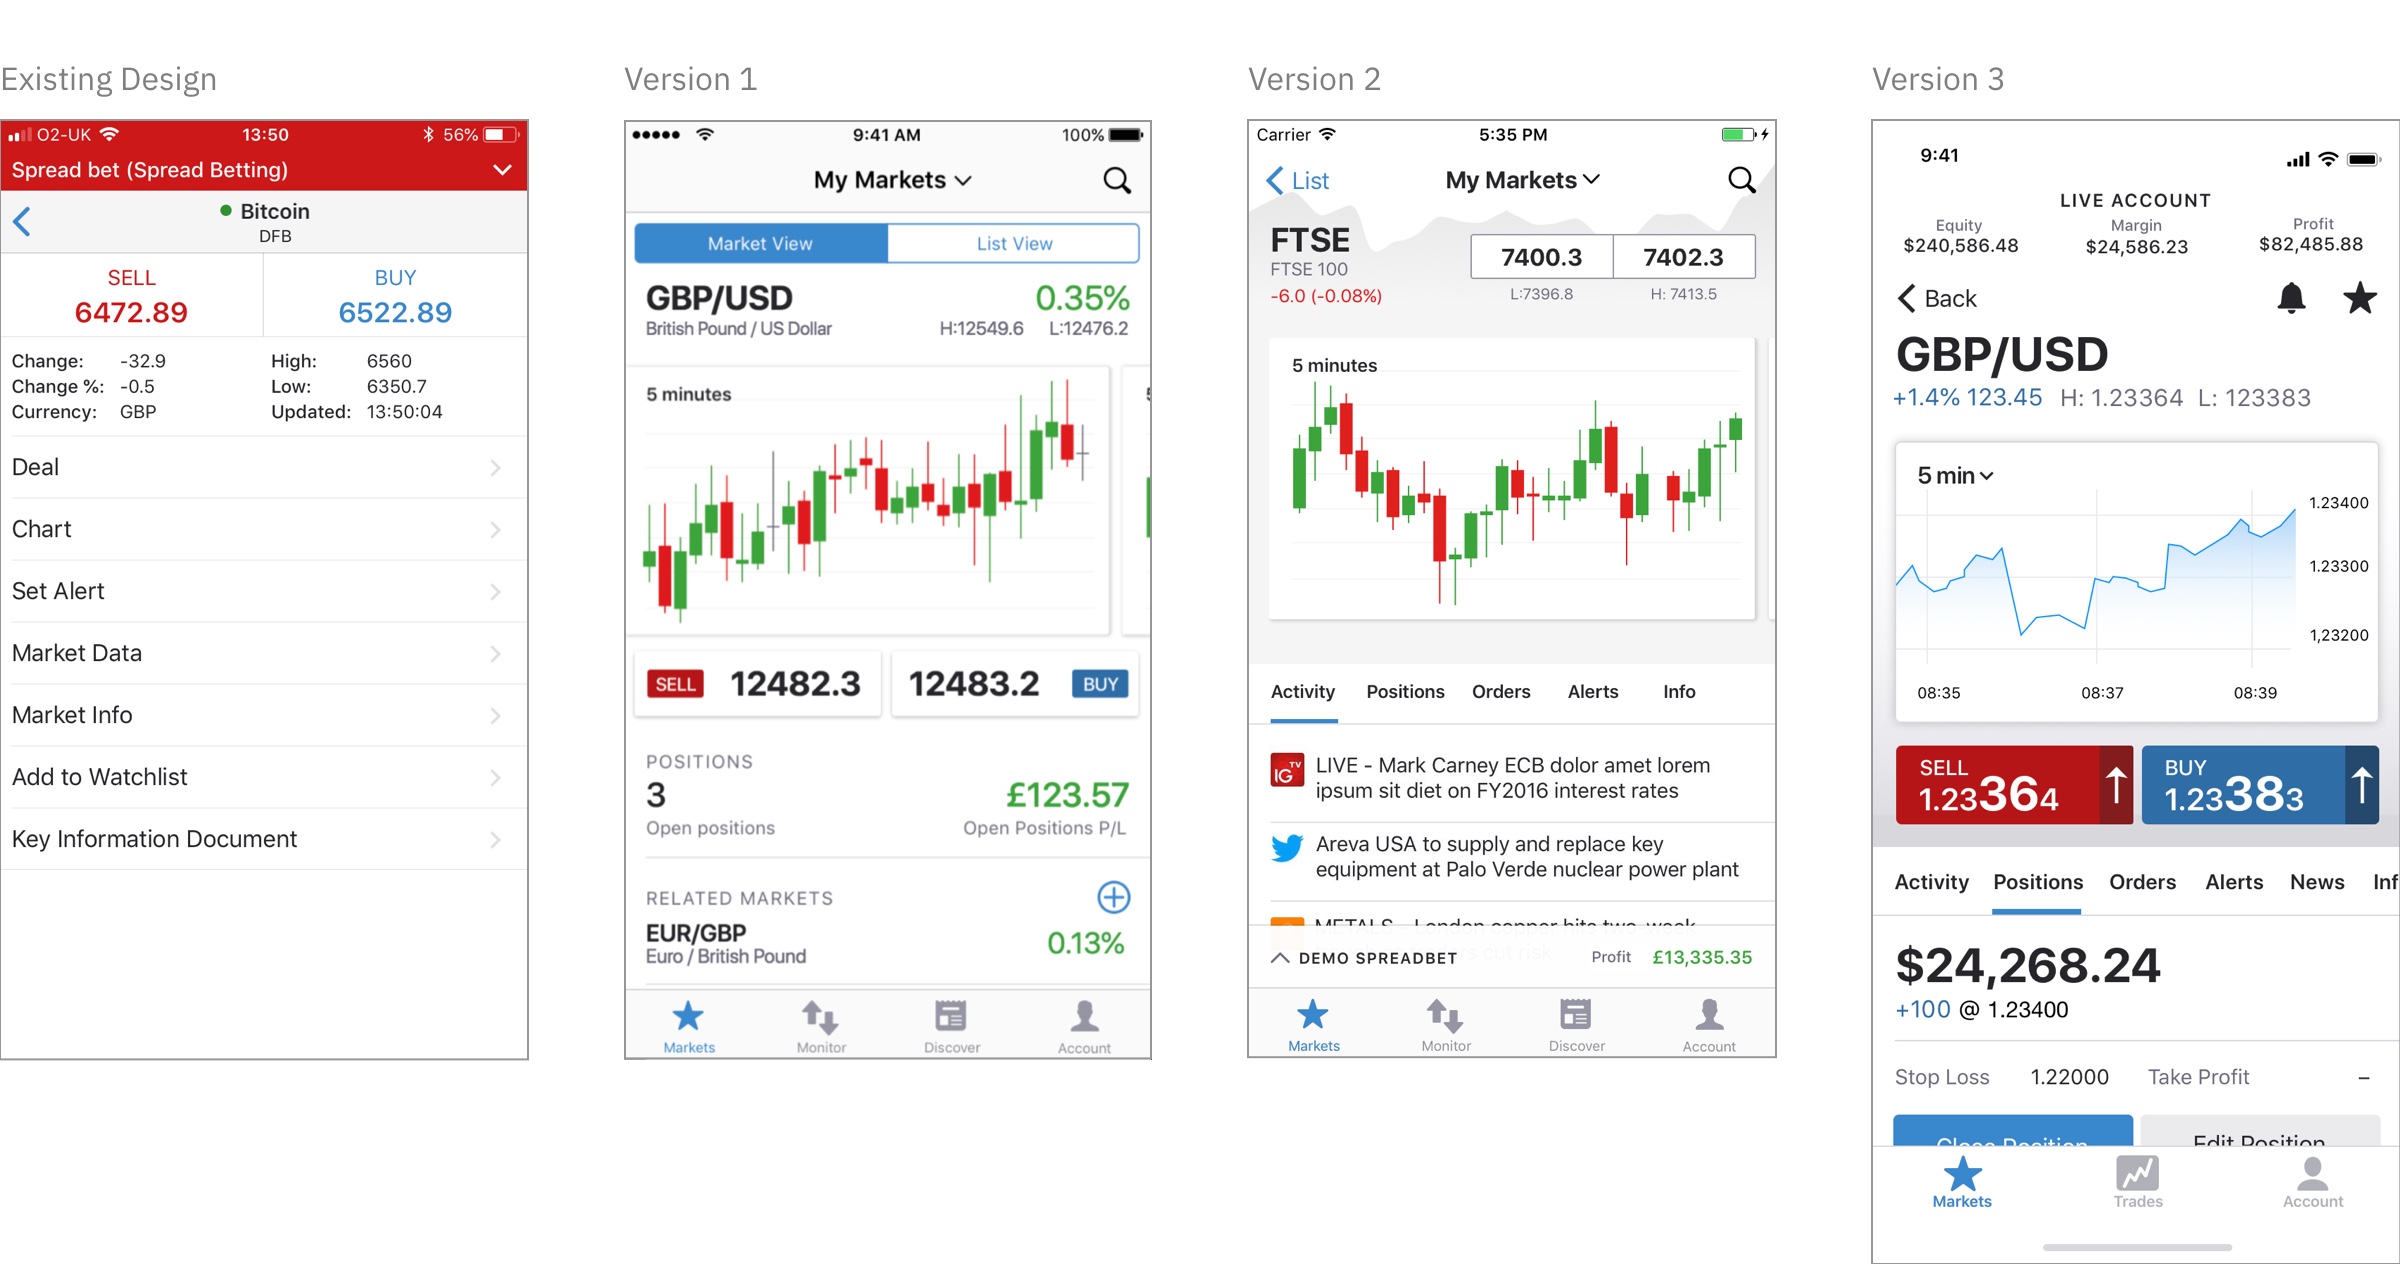 Existing Design
O2-UK 13:50 56%
Spread bet (Spread Betting)
Bitcoin
DFB
SELL BUY
6472.89 6522.89
Change: -32.9 High: 6560
Change %: -0.5 Low: 6350.7
Currency: GBP Updated: 13:50:04
Deal
Chart
Set Alert
Market Data
Market Info
Add to Watchlist
Key Information Document
Version 1
9:41 AM 100%
My Markets
Market View List View
GBP/USD 0.35%
British Pound / US Dollar H:12549.6 L:12476.2
5 minutes
SELL 12482.3 12483.2 BUY
POSITIONS
3 £123.57
Open positions Open Positions P/L
RELATED MARKETS
EUR/GBP 0.13%
Euro / British Pound
Markets Monitor Discover Account
Version 2
Carrier 5:35 PM
List My Markets
FTSE 7400.3 7402.3
FTSE 100
-6.0 (-0.08%) L:7396.8 H: 7413.5
5 minutes
Activity Positions Orders Alerts Info
IG TV LIVE - Mark Carney ECB dolor amet lorem
ipsum sit diet on FY2016 interest rates
Areva USA to supply and replace key
equipment at Palo Verde nuclear power plant
METALS - London copper hits two-week
cut risk
DEMO SPREADBET Profit £13,335.35
Markets Monitor Discover Account
Version 3
9:41
LIVE ACCOUNT
Equity Margin Profit
$240,586.48 $24,586.23 $82,485.88
Back
GBP/USD
+1.4% 123.45 H: 1.23364 L: 123383
5 min
1.23400
1.23300
1,23200
08:35 08:37 08:39
SELL BUY
1.23364 1.23383
Activity Positions Orders Alerts News Inf
$24,268.24
+100 @ 1.23400
Stop Loss 1.22000 Take Profit –
Close Position Edit Position
Markets Trades Account